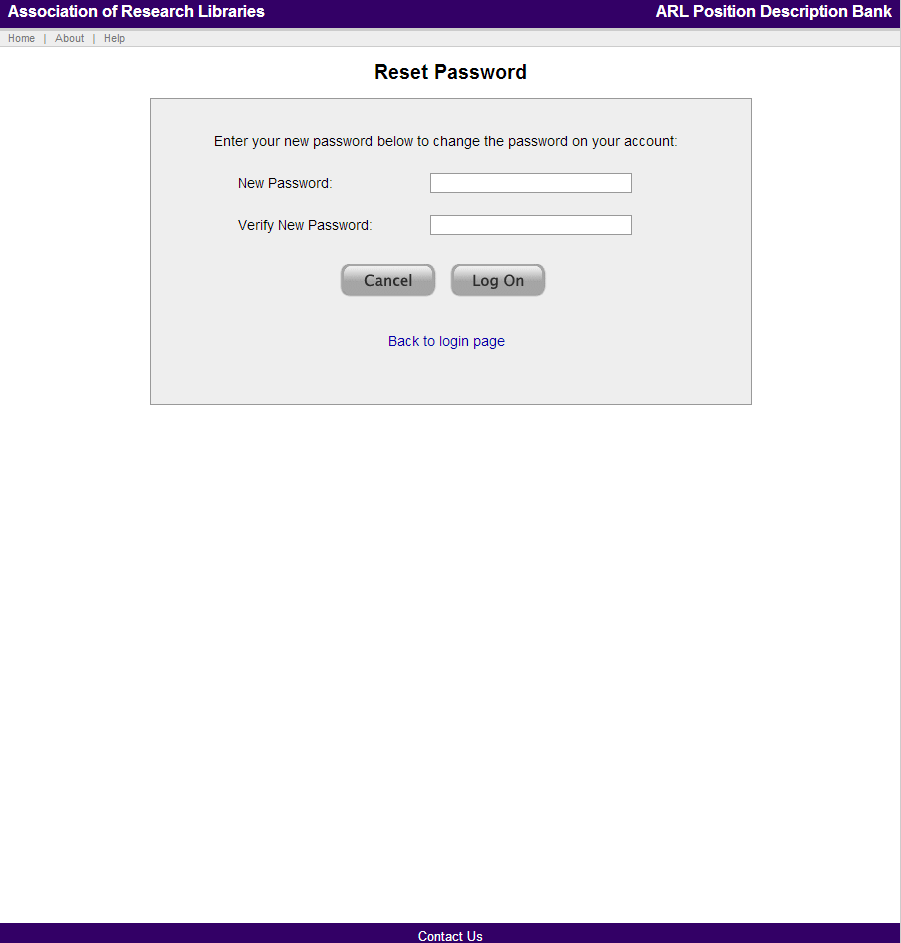 Association of Research Libraries ARL Position Description Bank
Home | About | Help
Reset Password
Enter your new password below to change the password on your account:
New Password:
Verify New Password:
Cancel Log On
Back to login page
Contact Us